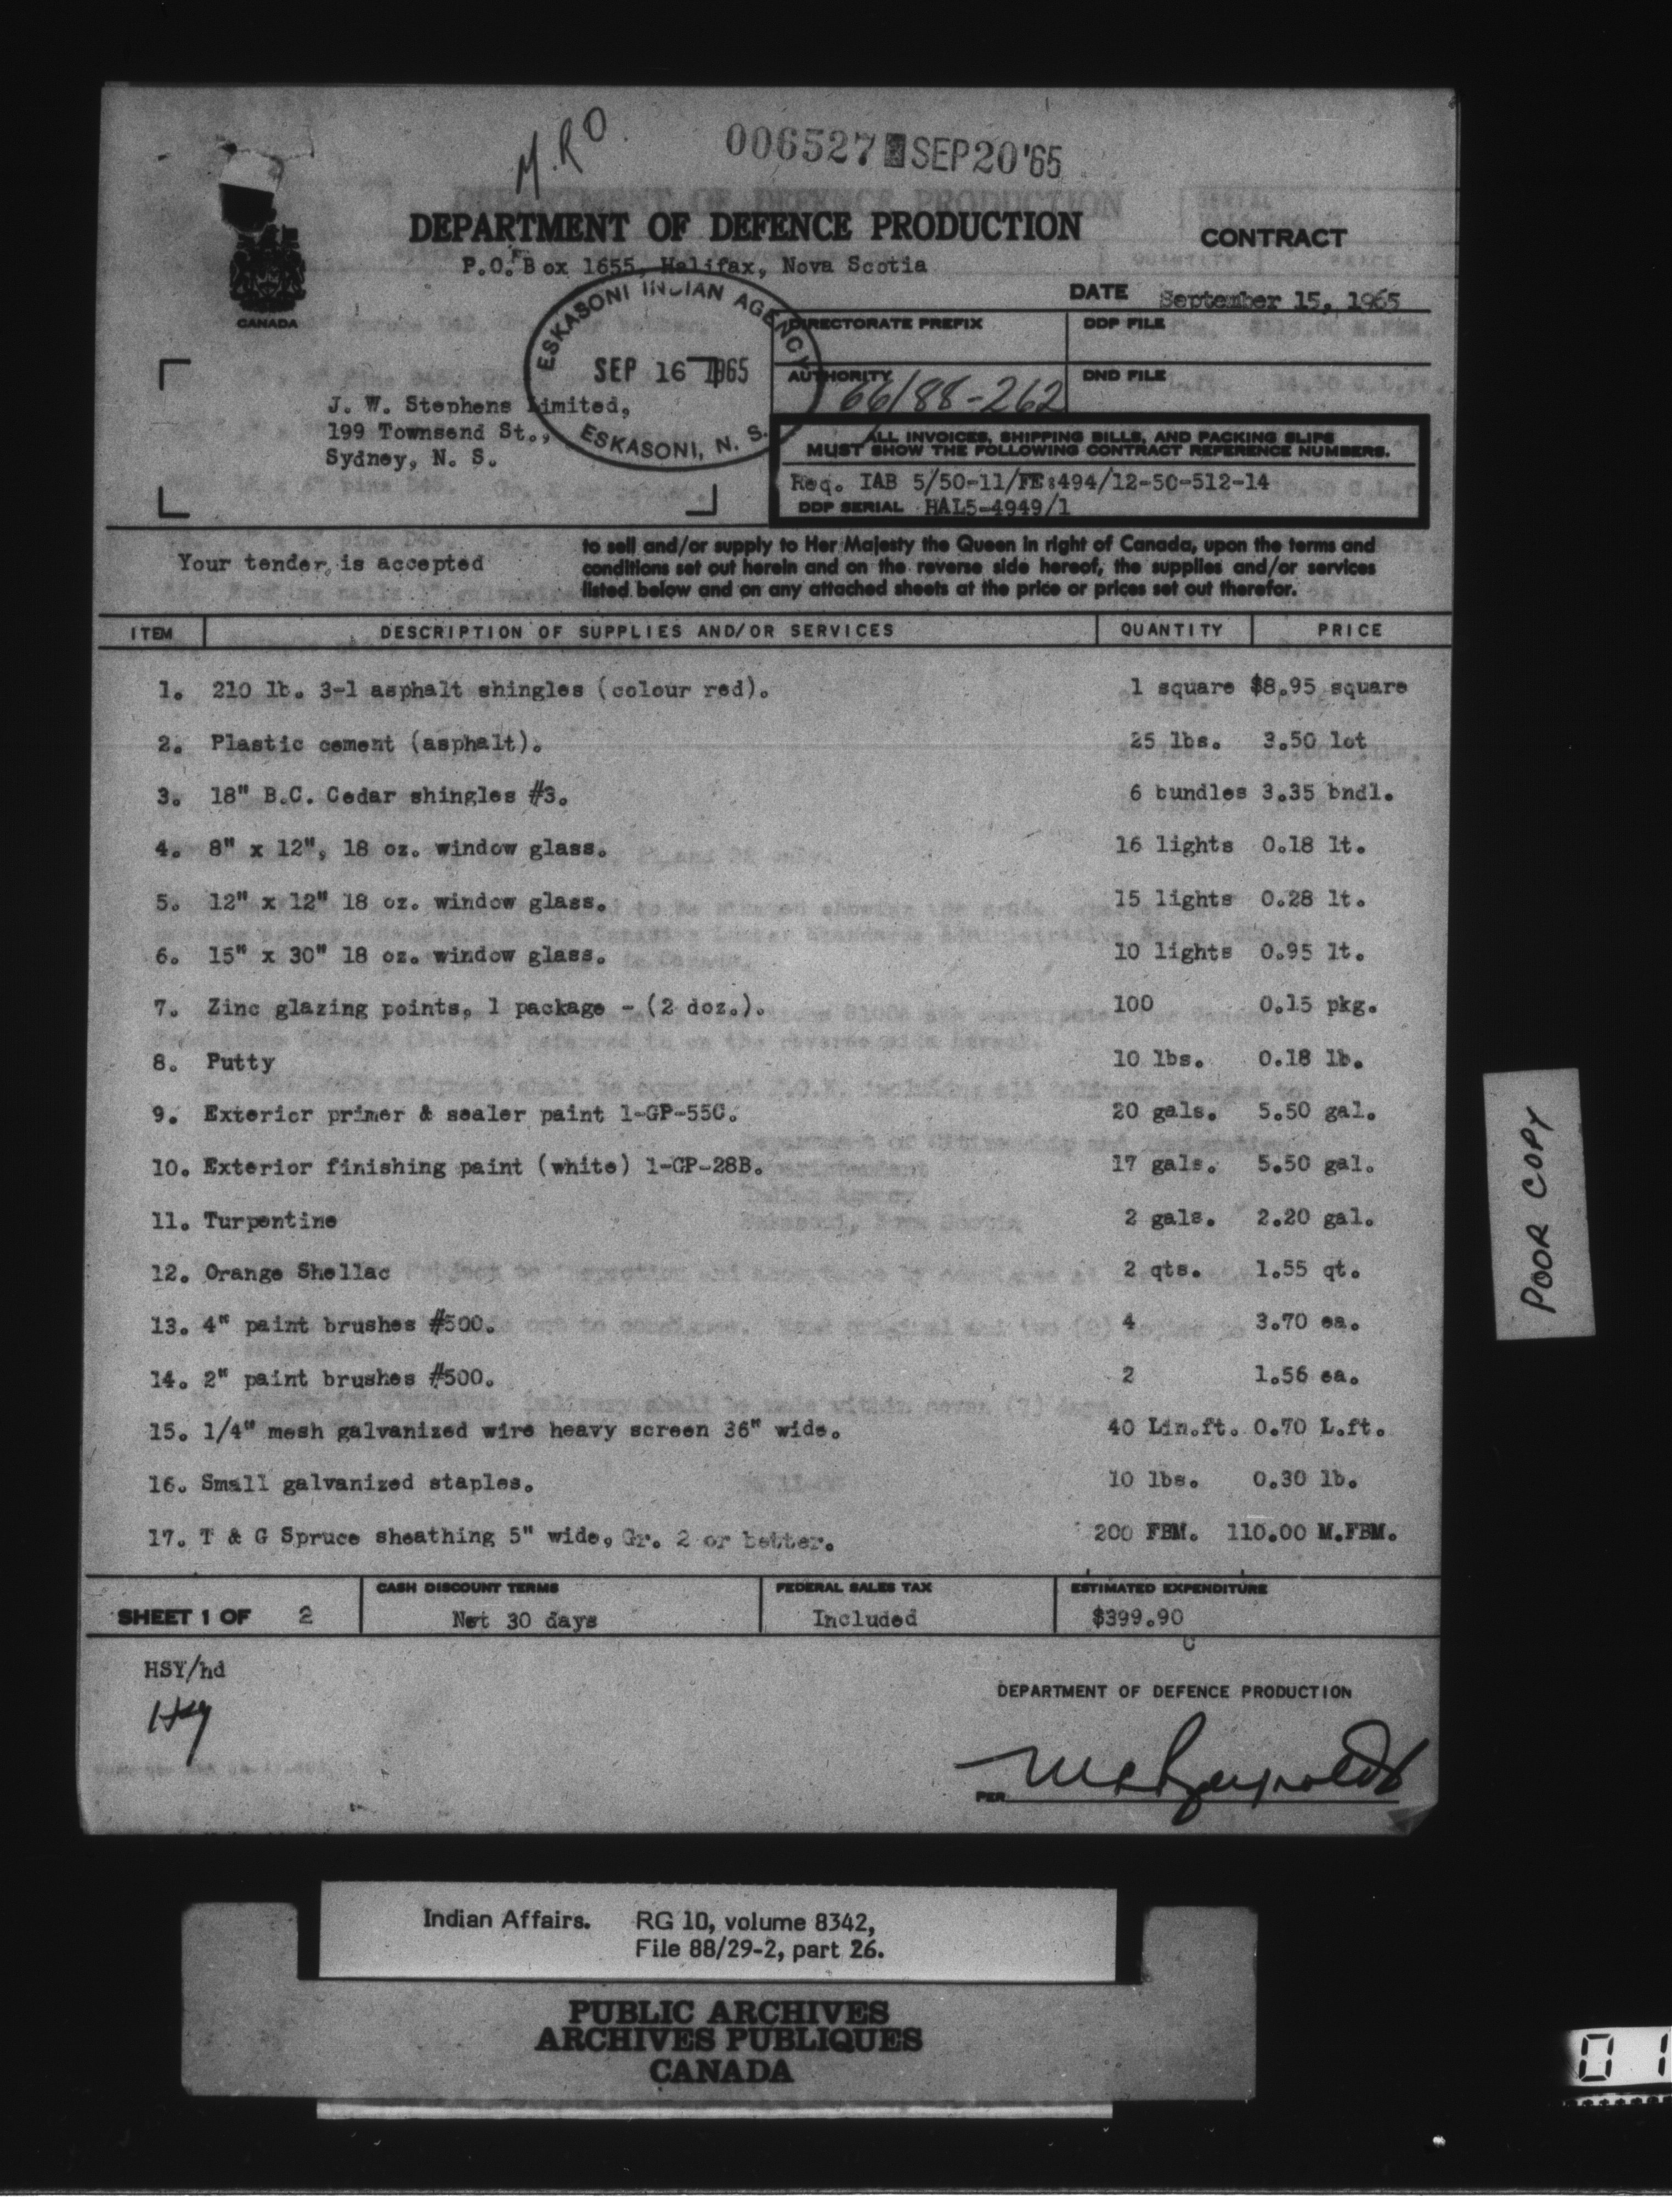 M.R.O.
006527 SEP 20 '65
DEPARTMENT OF DEFENCE PRODUCTION
CONTRACT
P.O. Box 1655, Halifax, Nova Scotia
CANADA
DATE September 15, 1965
ESKASONI INDIAN AGENCY
SEP 16 1965
ESKASONI, N. S.
DIRECTORATE PREFIX
DDP FILE
AUTHORITY 66/88-262
DND FILE
J. W. Stephens Limited,
199 Townsend St.,
Sydney, N. S.
ALL INVOICES, SHIPPING BILLS, AND PACKING SLIPS
MUST SHOW THE FOLLOWING CONTRACT REFERENCE NUMBERS.
Req. IAB 5/50-11/FE:494/12-50-512-14
DDP SERIAL HAL5-4949/1
Your tender is accepted
to sell and/or supply to Her Majesty the Queen in right of Canada, upon the terms and
conditions set out herein and on the reverse side hereof, the supplies and/or services
listed below and on any attached sheets at the price or prices set out therefor.
ITEM DESCRIPTION OF SUPPLIES AND/OR SERVICES QUANTITY PRICE
1. 210 lb. 3-1 asphalt shingles (colour red). 1 square $8.95 square
2. Plastic cement (asphalt). 25 lbs. 3.50 lot
3. 18" B.C. Cedar shingles #3. 6 bundles 3.35 bndl.
4. 8" x 12", 18 oz. window glass. 16 lights 0.18 lt.
5. 12" x 12" 18 oz. window glass. 15 lights 0.28 lt.
6. 15" x 30" 18 oz. window glass. 10 lights 0.95 lt.
7. Zinc glazing points, 1 package - (2 doz.). 100 0.15 pkg.
8. Putty 10 lbs. 0.18 lb.
9. Exterior primer & sealer paint 1-GP-55C. 20 gals. 5.50 gal.
10. Exterior finishing paint (white) 1-GP-28B. 17 gals. 5.50 gal.
11. Turpentine 2 gals. 2.20 gal.
12. Orange Shellac 2 qts. 1.55 qt.
13. 4" paint brushes #500. 4 3.70 ea.
14. 2" paint brushes #500. 2 1.56 ea.
15. 1/4" mesh galvanized wire heavy screen 36" wide. 40 Lin.ft. 0.70 L.ft.
16. Small galvanized staples. 10 lbs. 0.30 lb.
17. T & G Spruce sheathing 5" wide, Gr. 2 or better. 200 FBM. 110.00 M.FBM.
SHEET 1 OF 2
CASH DISCOUNT TERMS
Net 30 days
FEDERAL SALES TAX
Included
ESTIMATED EXPENDITURE
$399.90
C
HSY/hd
DEPARTMENT OF DEFENCE PRODUCTION
PER
POOR COPY
Indian Affairs. RG 10, volume 8342,
File 88/29-2, part 26.
PUBLIC ARCHIVES
ARCHIVES PUBLIQUES
CANADA
0 1